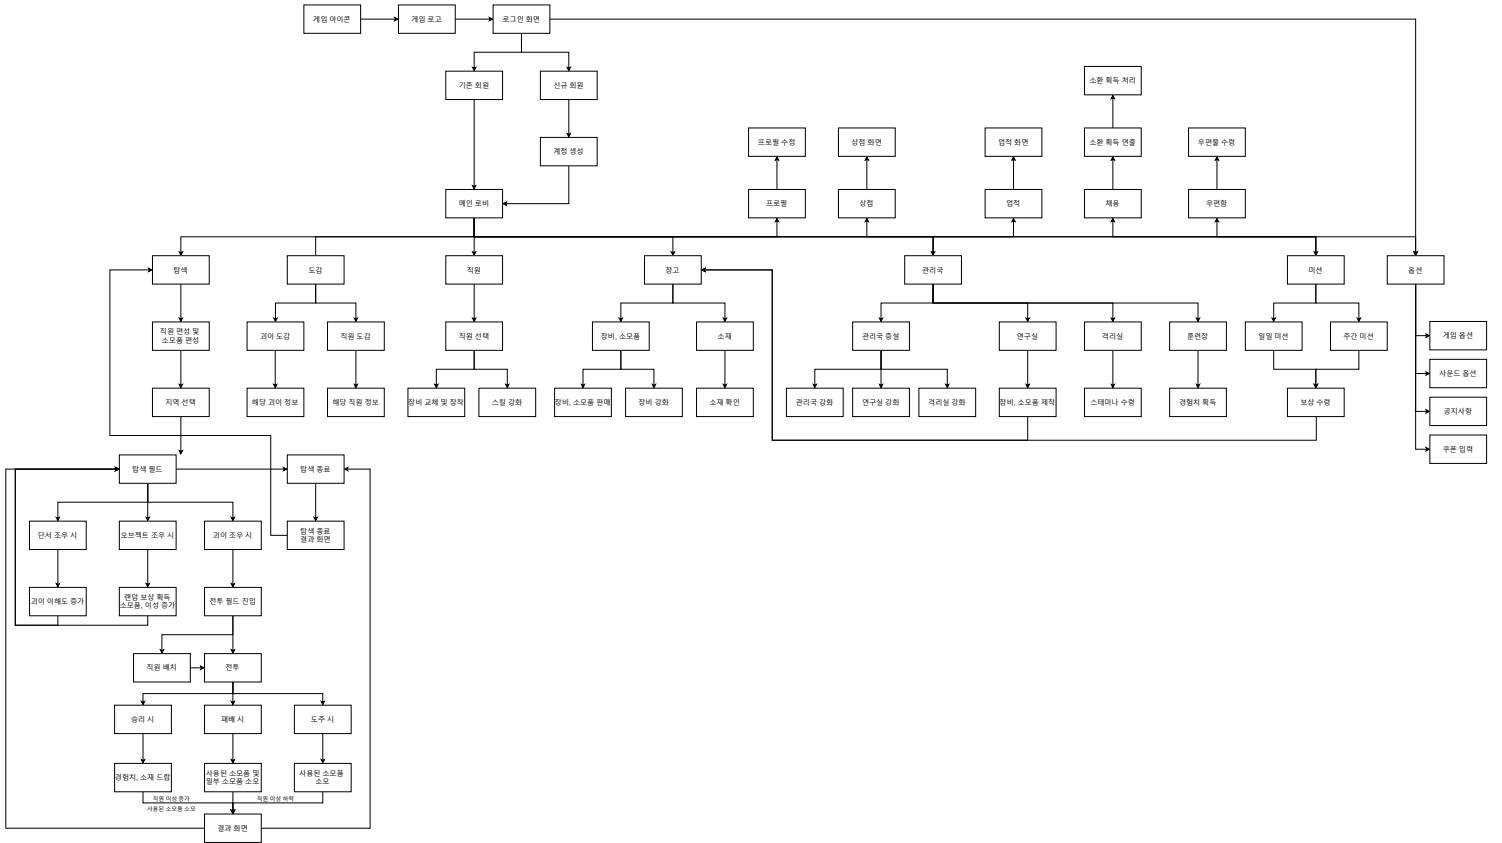 게임 아이콘
게임 로고
로그인 화면
기존 회원
신규 회원
소환 획득 처리
계정 생성
프로필 수정
상점 화면
업적 화면
소환 획득 연출
우편물 수령
메인 로비
프로필
상점
업적
채용
우편함
탐색
도감
직원
창고
관리국
미션
옵션
직원 편성 및
소모품 편성
괴이 도감
직원 도감
직원 선택
장비, 소모품
소재
관리국 증설
연구실
격리실
훈련장
일일 미션
주간 미션
게임 옵션
사운드 옵션
지역 선택
해당 괴이 정보
해당 직원 정보
장비 교체 및 장착
스킬 강화
장비, 소모품 판매
장비 강화
소재 확인
관리국 강화
연구실 강화
격리실 강화
장비, 소모품 제작
스태미나 수령
경험치 획득
보상 수령
공지사항
쿠폰 입력
탐색 필드
탐색 종료
단서 조우 시
오브젝트 조우 시
괴이 조우 시
탐색 종료
결과 화면
괴이 이해도 증가
랜덤 보상 획득
소모품, 이성 증가
전투 필드 진입
직원 배치
전투
승리 시
패배 시
도주 시
경험치, 소재 드랍
사용된 소모품 및
일부 소모품 소모
사용된 소모품
소모
직원 이성 증가
직원 이성 하락
사용된 소모품 소모
결과 화면